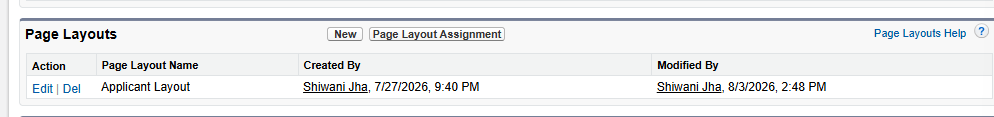 Page Layouts New Page Layout Assignment Page Layouts Help ?
Action Page Layout Name Created By Modified By
Edit | Del Applicant Layout Shiwani Jha, 7/27/2026, 9:40 PM Shiwani Jha, 8/3/2026, 2:48 PM